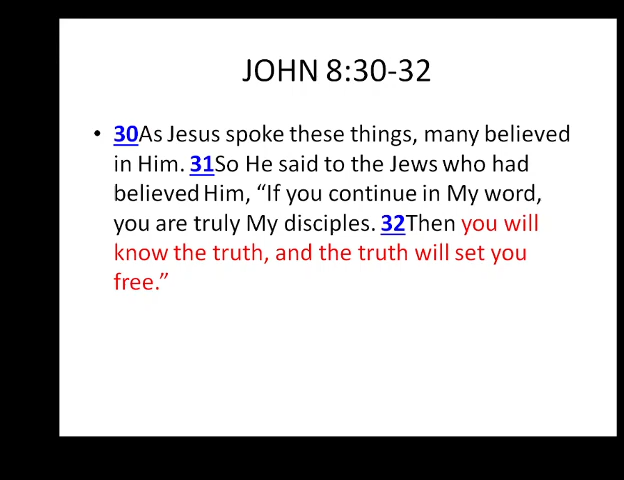 JOHN 8:30-32
• 30As Jesus spoke these things, many believed
in Him. 31So He said to the Jews who had
believed Him, “If you continue in My word,
you are truly My disciples. 32Then you will
know the truth, and the truth will set you
free.”